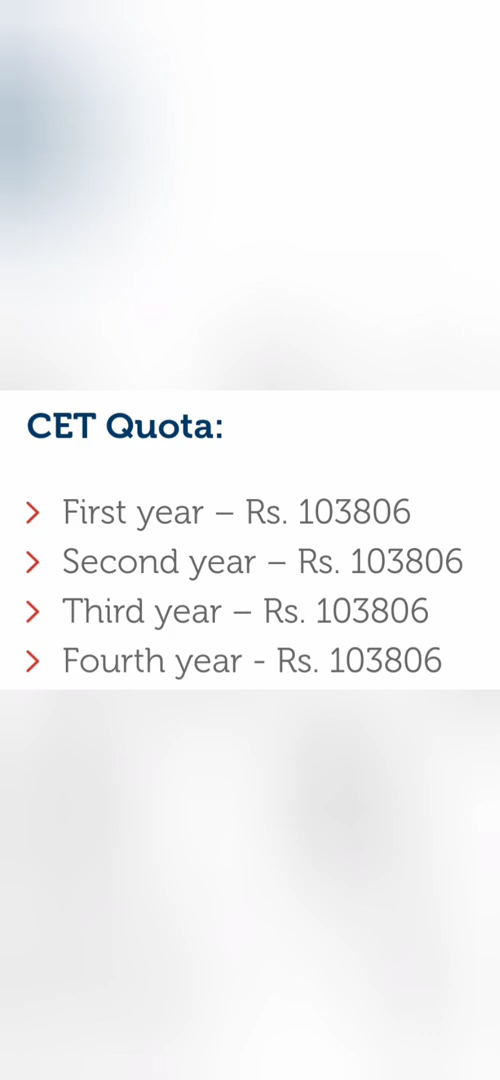 CET Quota:
First year – Rs. 103806
Second year – Rs. 103806
Third year – Rs. 103806
Fourth year - Rs. 103806